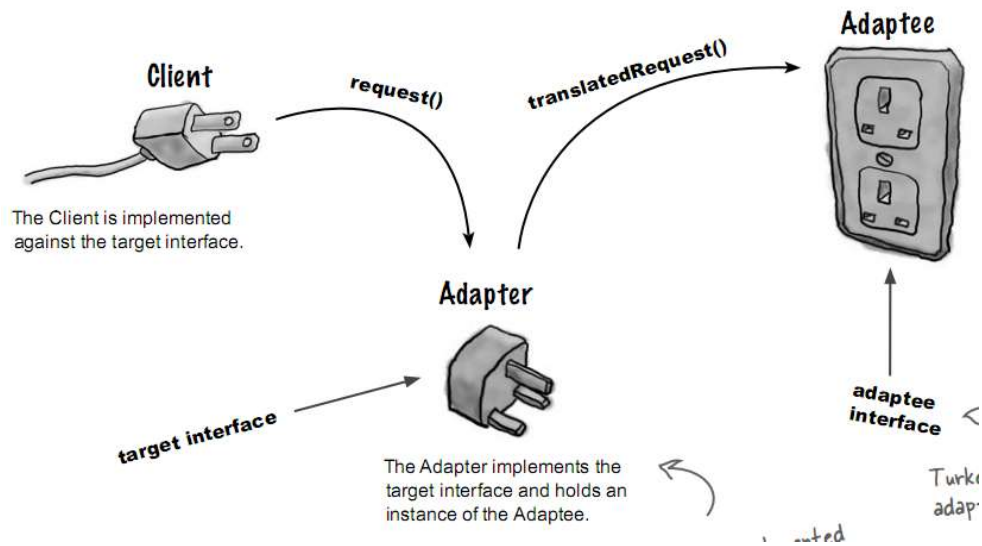 Adaptee
Client
request()
translatedRequest()
The Client is implemented
against the target interface.
Adapter
target interface
adaptee
interface
The Adapter implements the
target interface and holds an
instance of the Adaptee.